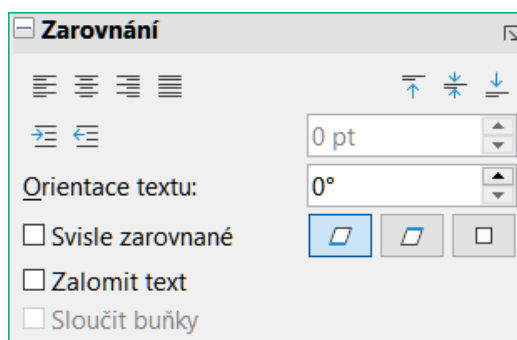 Zarovnání
0 pt
Orientace textu: 0°
Svisle zarovnané
Zalomit text
Sloučit buňky